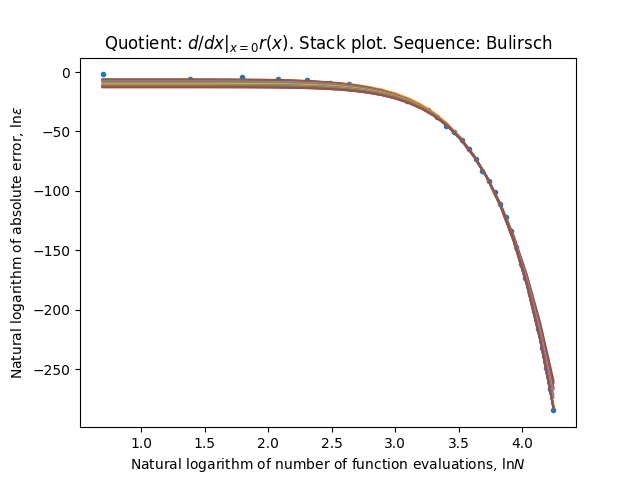 Quotient: d/dx|ₓ₌₀r(x). Stack plot. Sequence: Bulirsch
Natural logarithm of absolute error, lnε
0
−50
−100
−150
−200
−250
1.0 1.5 2.0 2.5 3.0 3.5 4.0
Natural logarithm of number of function evaluations, lnN